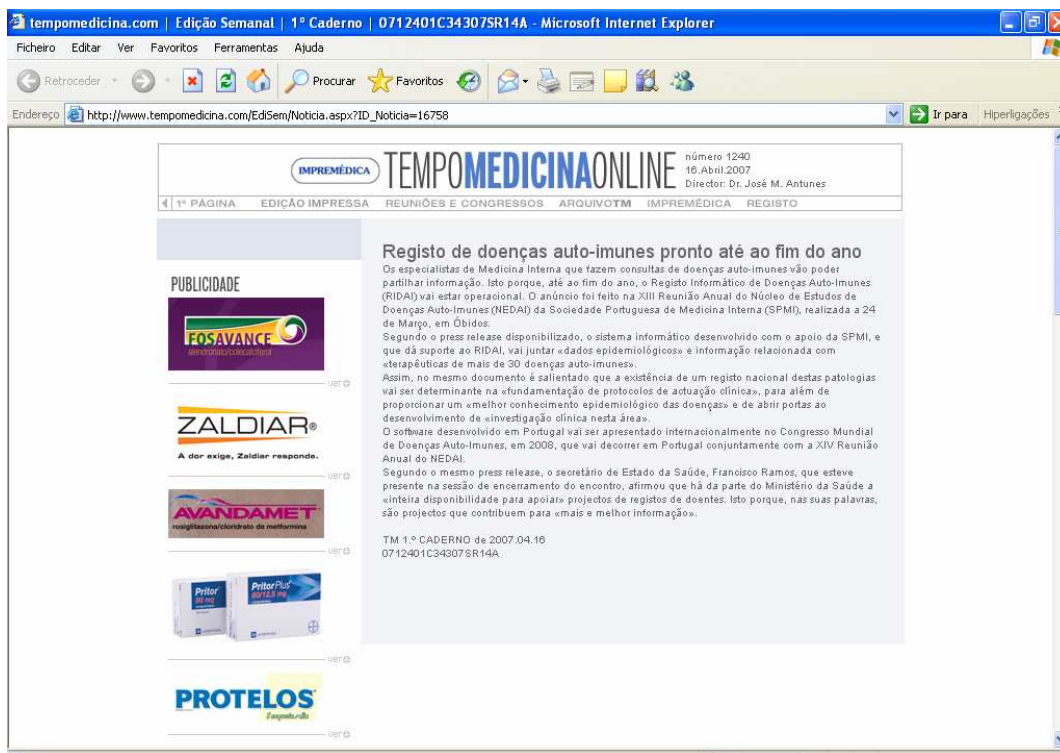 tempomedicina.com | Edição Semanal | 1º Caderno | 0712401C34307SR14A - Microsoft Internet Explorer
Ficheiro Editar Ver Favoritos Ferramentas Ajuda
Retroceder Procurar Favoritos
Endereço http://www.tempomedicina.com/EdiSem/Noticia.aspx?ID_Noticia=16758 Ir para Hiperligações
IMPREMÉDICA TEMPOMEDICINAONLINE
número 1240
16.Abril.2007
Director: Dr. José M. Antunes
1ª PÁGINA EDIÇÃO IMPRESSA REUNIÕES E CONGRESSOS ARQUIVOTM IMPREMÉDICA REGISTO
PUBLICIDADE
FOSAVANCE
alendronato/colecalciferol
ver
ZALDIAR®
A dor exige, Zaldiar responde.
ver
AVANDAMET
rosiglitazona/cloridrato de metformina
ver
Pritor
80 mg
PritorPlus
80/12,5 mg
ver
PROTELOS
ver
Registo de doenças auto-imunes pronto até ao fim do ano
Os especialistas de Medicina Interna que fazem consultas de doenças auto-imunes vão poder
partilhar informação. Isto porque, até ao fim do ano, o Registo Informático de Doenças Auto-Imunes
(RIDAI) vai estar operacional. O anúncio foi feito na XIII Reunião Anual do Núcleo de Estudos de
Doenças Auto-Imunes (NEDAI) da Sociedade Portuguesa de Medicina Interna (SPMI), realizada a 24
de Março, em Óbidos.
Segundo o press release disponibilizado, o sistema informático desenvolvido com o apoio da SPMI, e
que dá suporte ao RIDAI, vai juntar «dados epidemiológicos» e informação relacionada com
«terapêuticas de mais de 30 doenças auto-imunes».
Assim, no mesmo documento é salientado que a existência de um registo nacional destas patologias
vai ser determinante na «fundamentação de protocolos de actuação clínica», para além de
proporcionar um «melhor conhecimento epidemiológico das doenças» e de abrir portas ao
desenvolvimento de «investigação clínica nesta área».
O software desenvolvido em Portugal vai ser apresentado internacionalmente no Congresso Mundial
de Doenças Auto-Imunes, em 2008, que vai decorrer em Portugal conjuntamente com a XIV Reunião
Anual do NEDAI.
Segundo o mesmo press release, o secretário de Estado da Saúde, Francisco Ramos, que esteve
presente na sessão de encerramento do encontro, afirmou que há da parte do Ministério da Saúde a
«inteira disponibilidade para apoiar» projectos de registos de doentes. Isto porque, nas suas palavras,
são projectos que contribuem para «mais e melhor informação».
TM 1.º CADERNO de 2007.04.16
0712401C34307SR14A